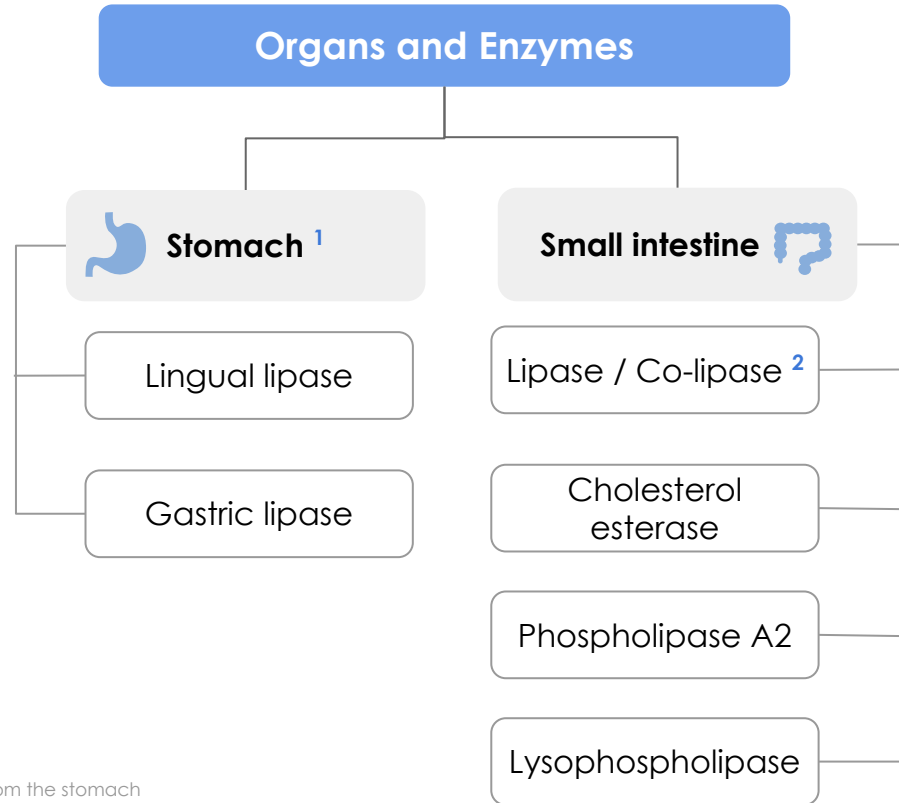 Organs and Enzymes
Stomach 1
Small intestine
Lingual lipase
Lipase / Co-lipase 2
Gastric lipase
Cholesterol
esterase
Phospholipase A2
Lysophospholipase
the stomach